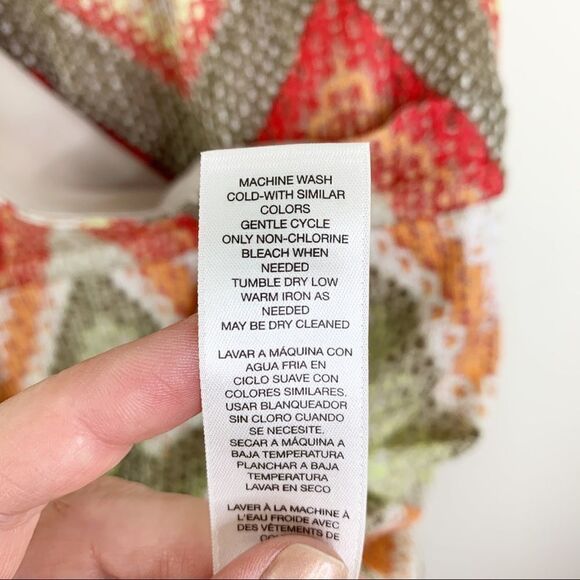 MACHINE WASH
COLD-WITH SIMILAR
COLORS
GENTLE CYCLE
ONLY NON-CHLORINE
BLEACH WHEN
NEEDED
TUMBLE DRY LOW
WARM IRON AS
NEEDED
MAY BE DRY CLEANED
LAVAR A MÁQUINA CON
AGUA FRIA EN
CICLO SUAVE CON
COLORES SIMILARES.
USAR BLANQUEADOR
SIN CLORO CUANDO
SE NECESITE.
SECAR A MÁQUINA A
BAJA TEMPERATURA
PLANCHAR A BAJA
TEMPERATURA
LAVAR EN SECO
LAVER À LA MACHINE À
L'EAU FROIDE AVEC
DES VÊTEMENTS DE